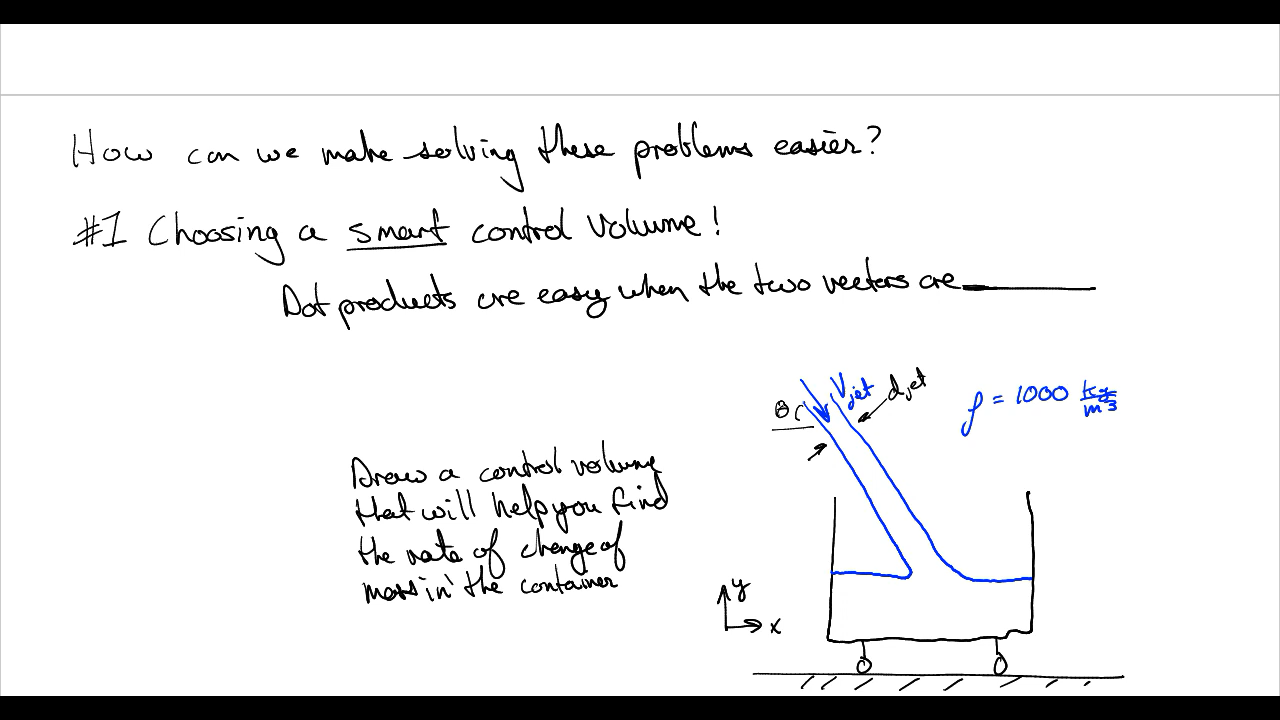 How can we make solving these problems easier?
#1 Choosing a smart control volume!
Dot products are easy when the two vectors are
V jet
d jet
θ
ρ = 1000 kg/m³
Draw a control volume
that will help you find
the rate of change of
mass in the container
y
x